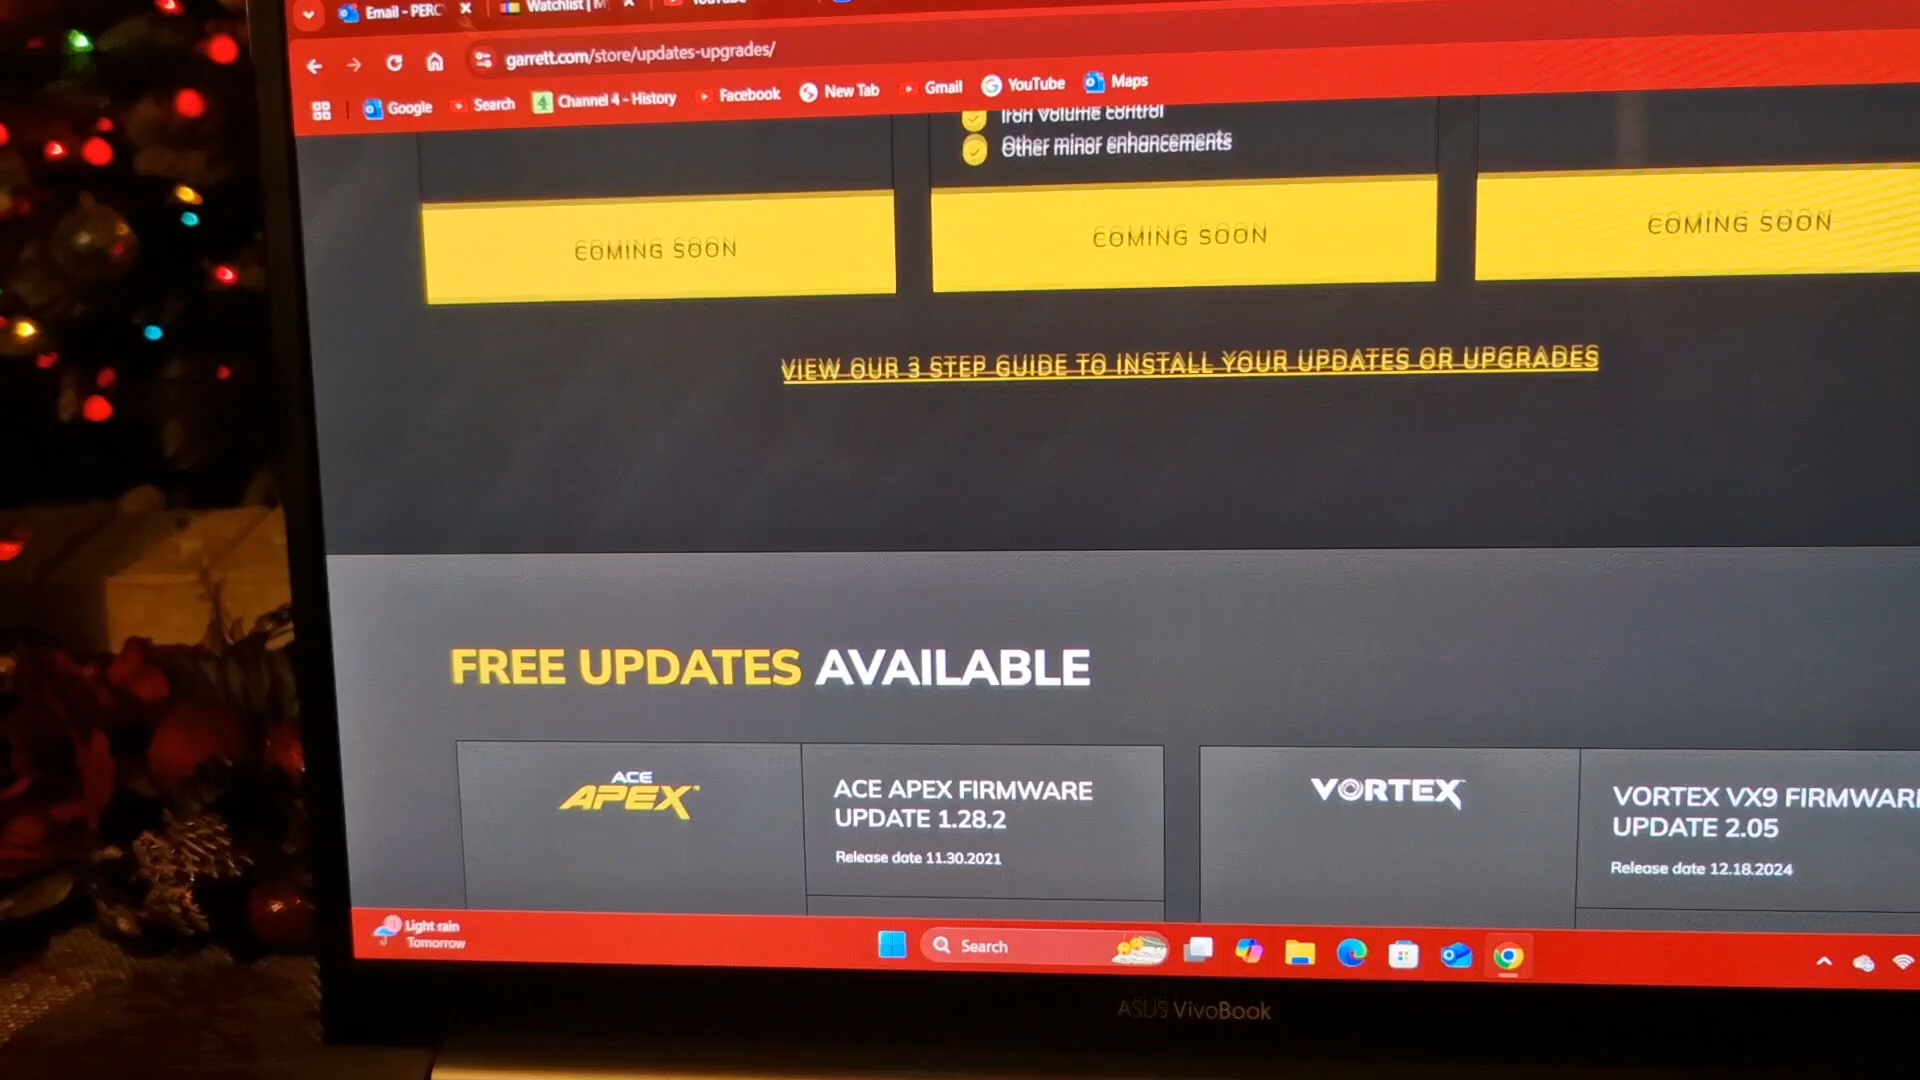 Email - PERC
Watchlist | M
YouTube
garrett.com/store/updates-upgrades/
Google
Search
Channel 4 - History
Facebook
New Tab
Gmail
YouTube
Maps
Iron volume control
Other minor enhancements
COMING SOON
COMING SOON
COMING SOON
VIEW OUR 3 STEP GUIDE TO INSTALL YOUR UPDATES OR UPGRADES
FREE UPDATES AVAILABLE
ACE
APEX
ACE APEX FIRMWARE
UPDATE 1.28.2
Release date 11.30.2021
VORTEX
VORTEX VX9 FIRMWARE
UPDATE 2.05
Release date 12.18.2024
Light rain
Tomorrow
Search
ASUS VivoBook